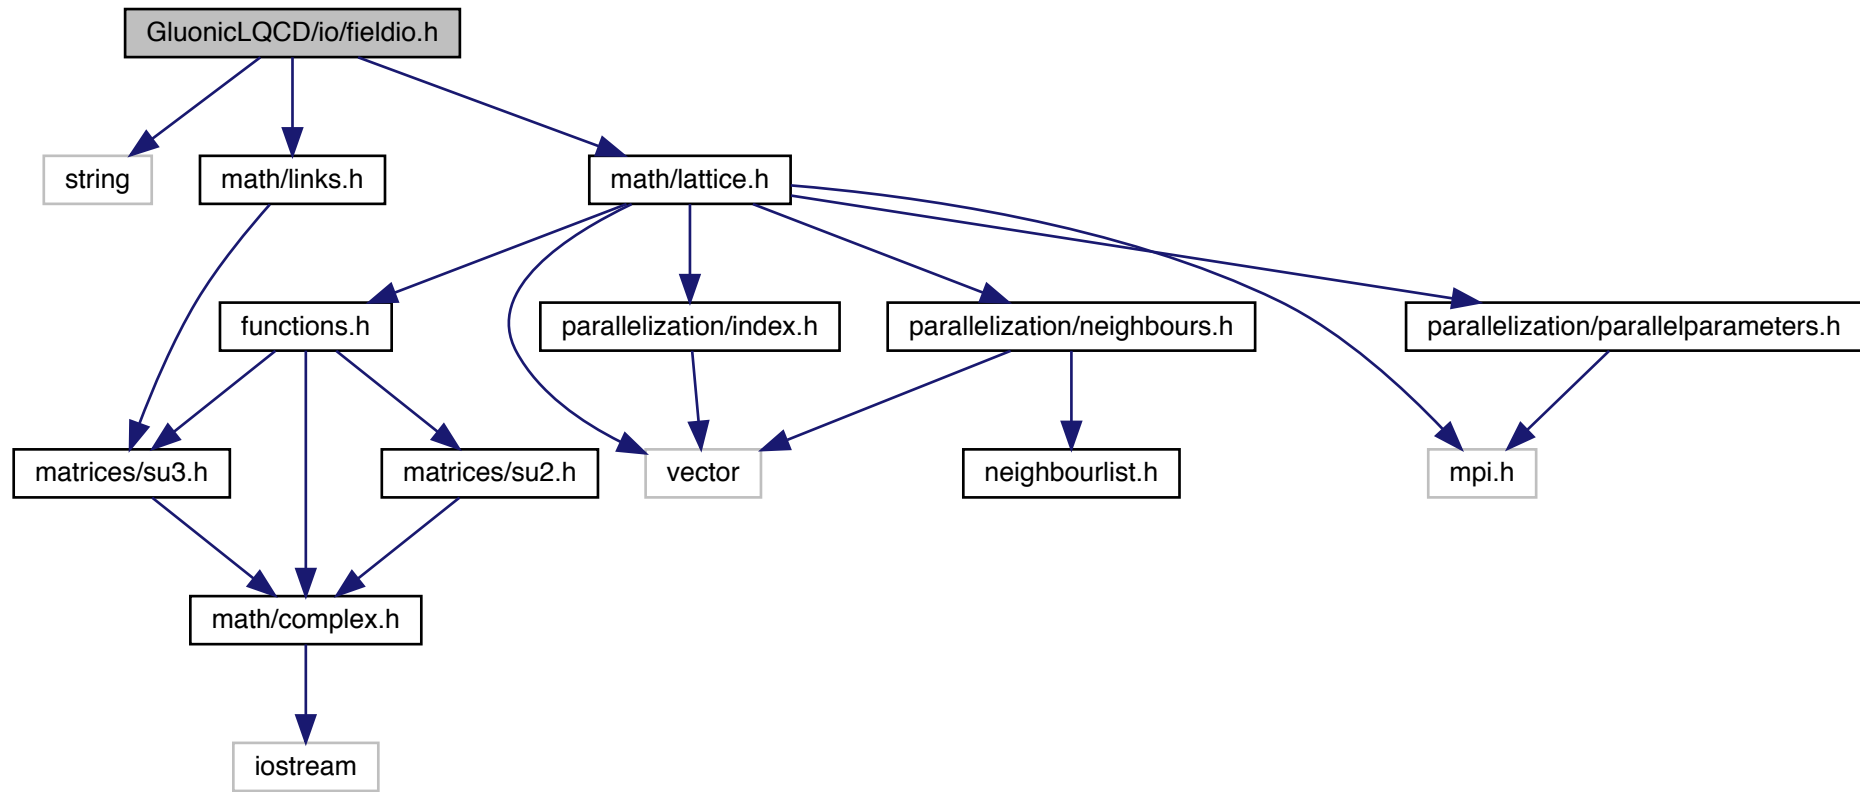 GluonicLQCD/io/fieldio.h
string
math/links.h
math/lattice.h
functions.h
parallelization/index.h
parallelization/neighbours.h
parallelization/parallelparameters.h
matrices/su3.h
matrices/su2.h
vector
neighbourlist.h
mpi.h
math/complex.h
iostream